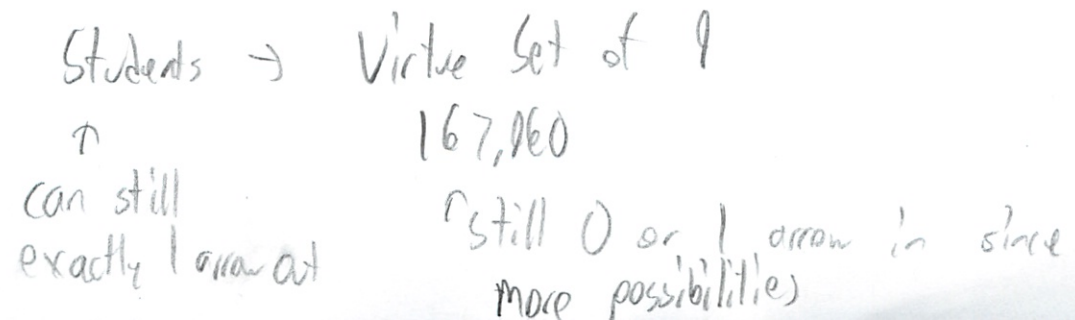 Students → Virtue Set of 9
↑ 167,960
can still
exactly 1 arrow out
↑ still 0 or 1 arrow in since
more possibilities